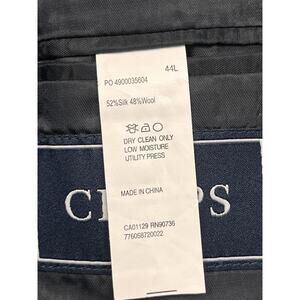 44L
PO 4900035604
52%Silk 48%Wool
DRY CLEAN ONLY
LOW MOISTURE
UTILITY PRESS
MADE IN CHINA
CA01129 RN90736
776058720022